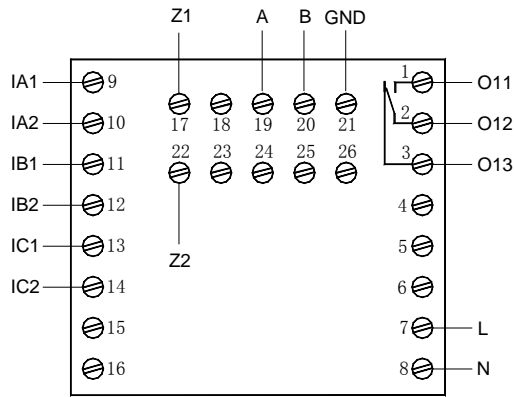 Z1 A B GND
IA1 9 1 O11
17 18 19 20 21
IA2 10 2 O12
22 23 24 25 26
IB1 11 3 O13
IB2 12 4
Z2
IC1 13 5
IC2 14 6
15 7 L
16 8 N